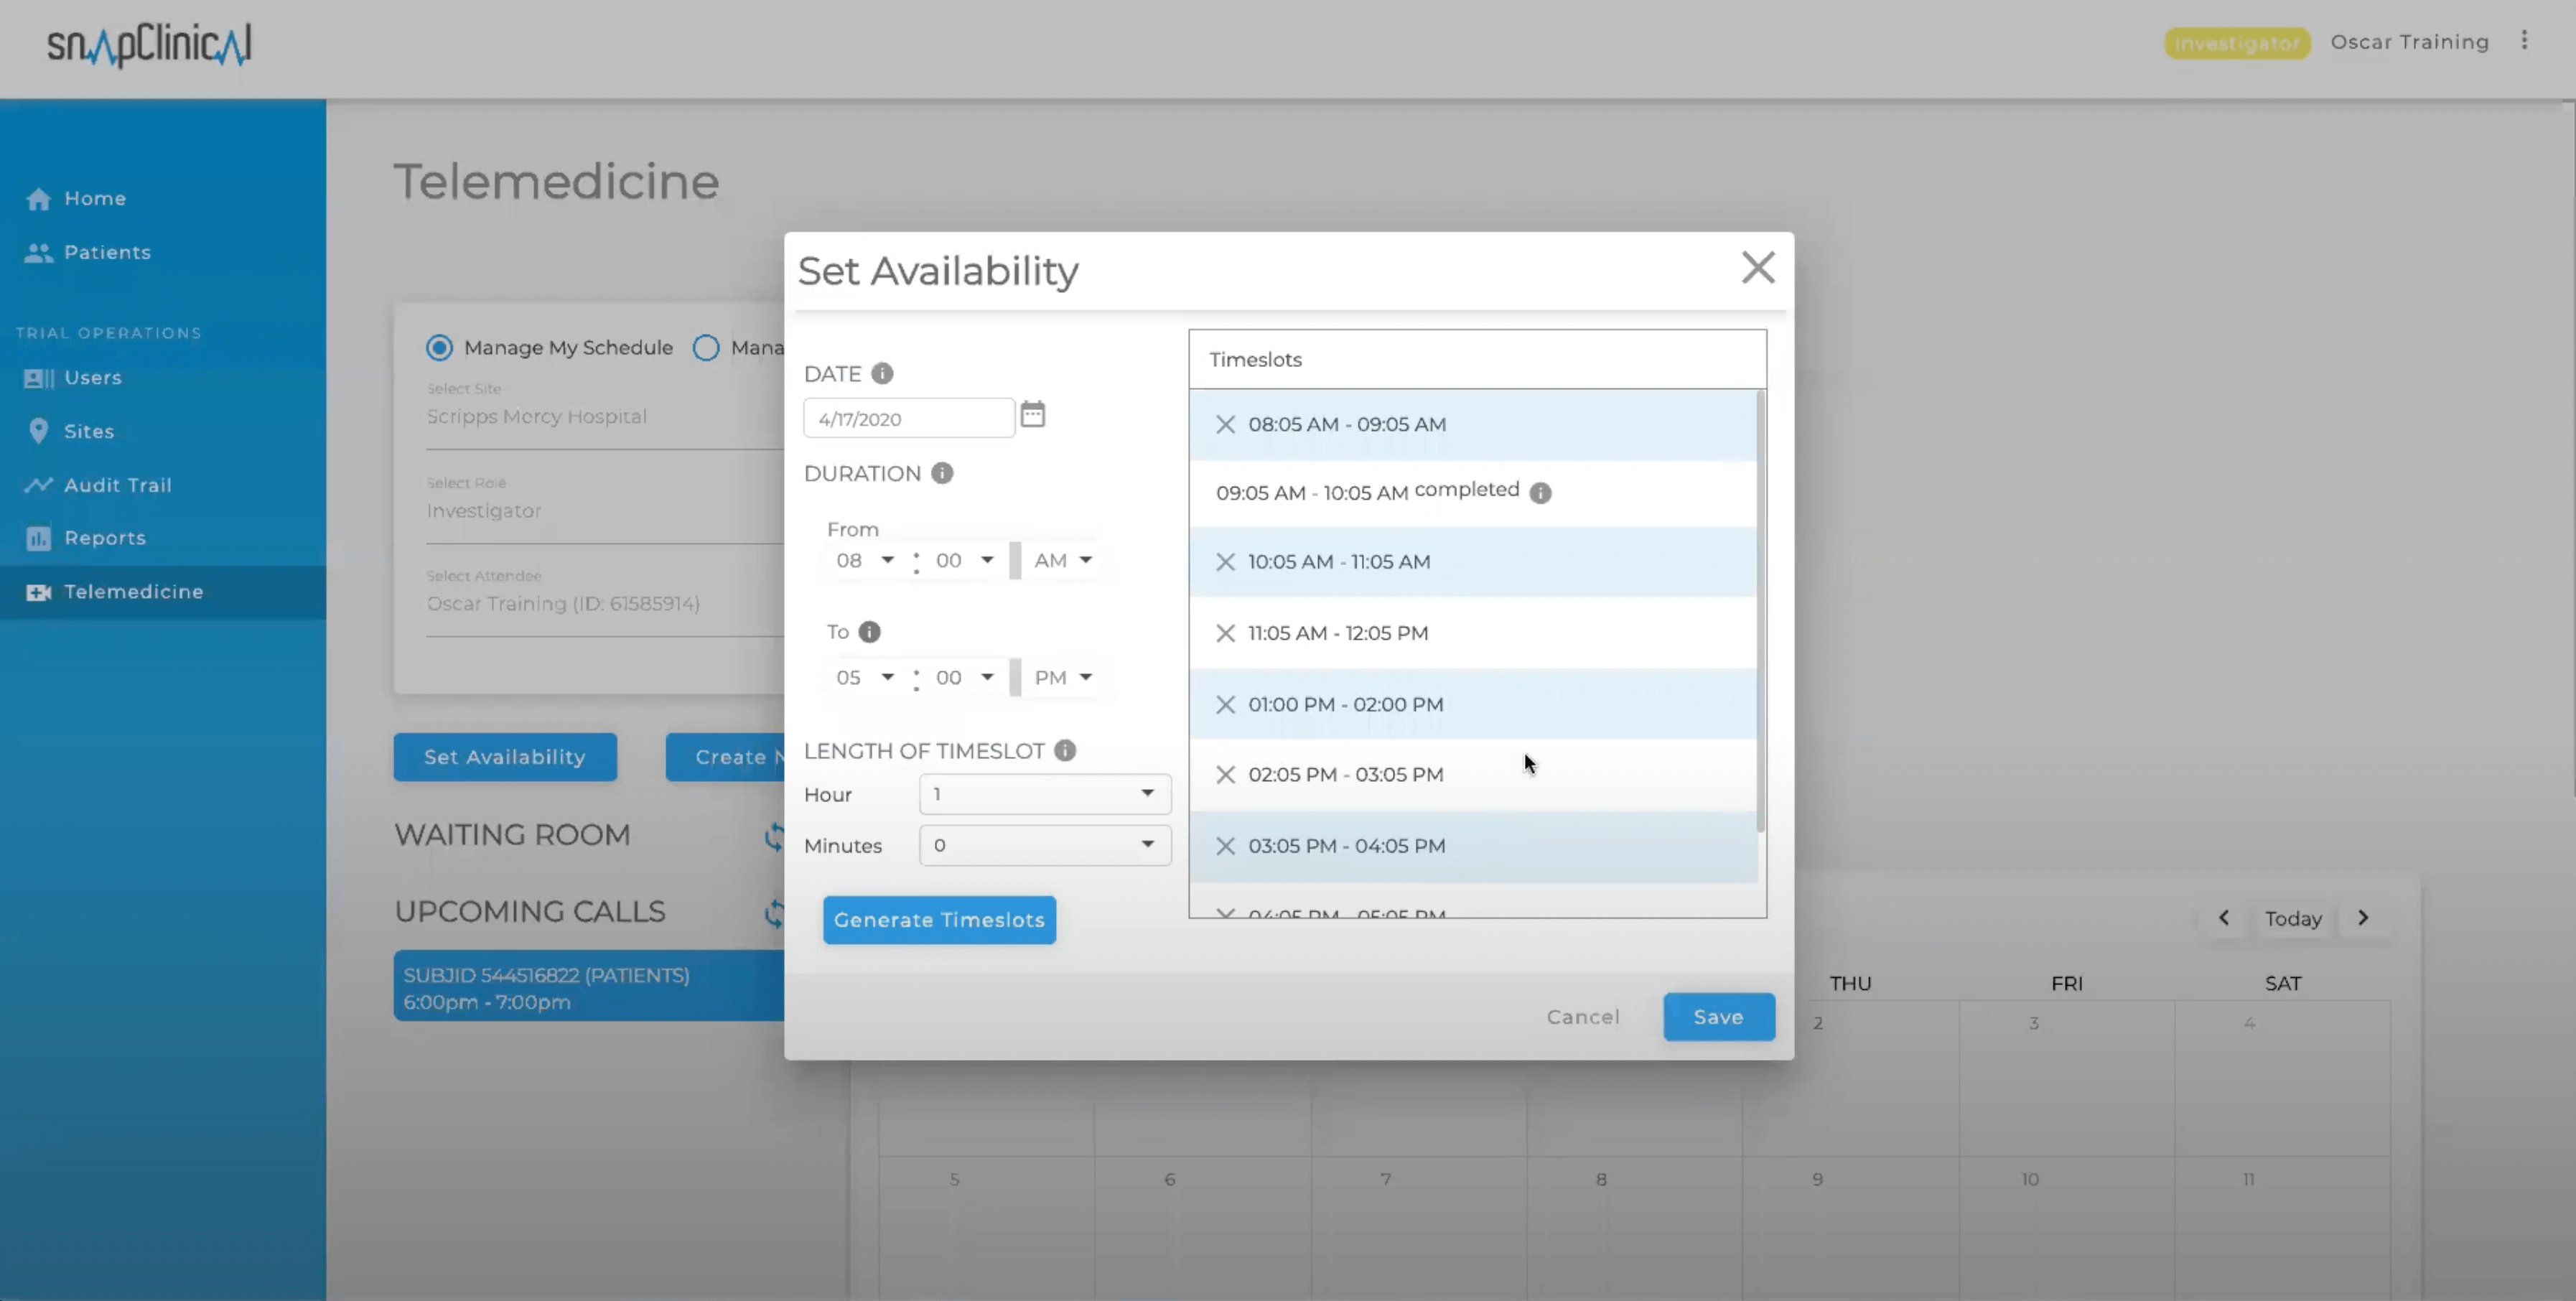 snapClinical
Investigator Oscar Training
Home
Patients
TRIAL OPERATIONS
Users
Sites
Audit Trail
Reports
Telemedicine
Telemedicine
Manage My Schedule Mana
Select Site
Scripps Mercy Hospital
Select Role
Investigator
Select Attendee
Oscar Training (ID: 61585914)
Set Availability Create N
WAITING ROOM
UPCOMING CALLS
SUBJID 544516822 (PATIENTS)
6:00pm - 7:00pm
Set Availability
DATE
4/17/2020
DURATION
From
08 : 00 AM
To
05 : 00 PM
LENGTH OF TIMESLOT
Hour 1
Minutes 0
Generate Timeslots
Timeslots
08:05 AM - 09:05 AM
09:05 AM - 10:05 AM completed
10:05 AM - 11:05 AM
11:05 AM - 12:05 PM
01:00 PM - 02:00 PM
02:05 PM - 03:05 PM
03:05 PM - 04:05 PM
04:05 PM - 05:05 PM
Cancel Save
Today
THU FRI SAT
2 3 4
5 6 7 8 9 10 11